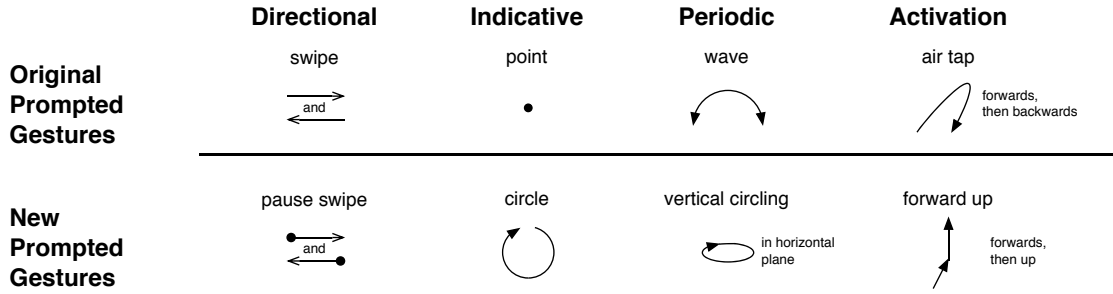 Directional Indicative Periodic Activation
Original
Prompted
Gestures
swipe point wave air tap
and
forwards,
then backwards
New
Prompted
Gestures
pause swipe circle vertical circling forward up
and
in horizontal
plane
forwards,
then up